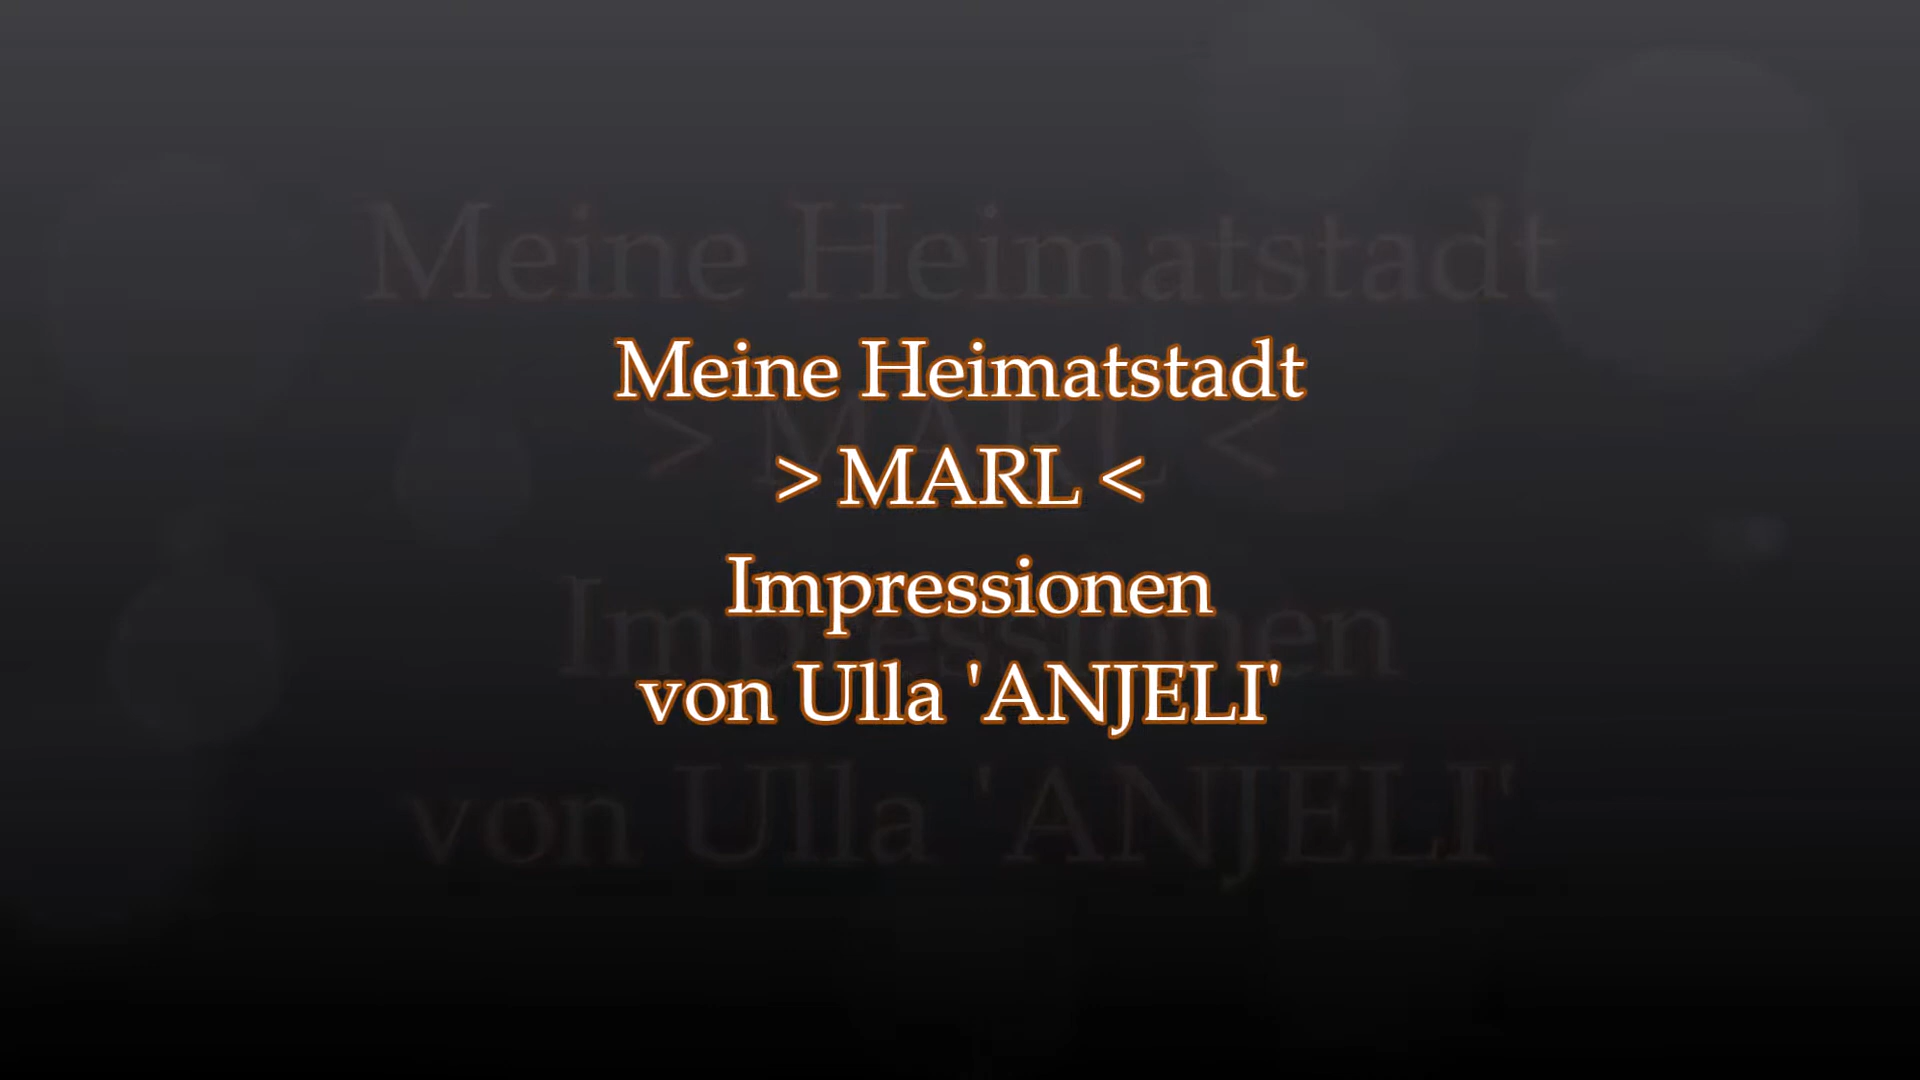 Meine Heimatstadt
> MARL <
Impressionen
von Ulla 'ANJELI'